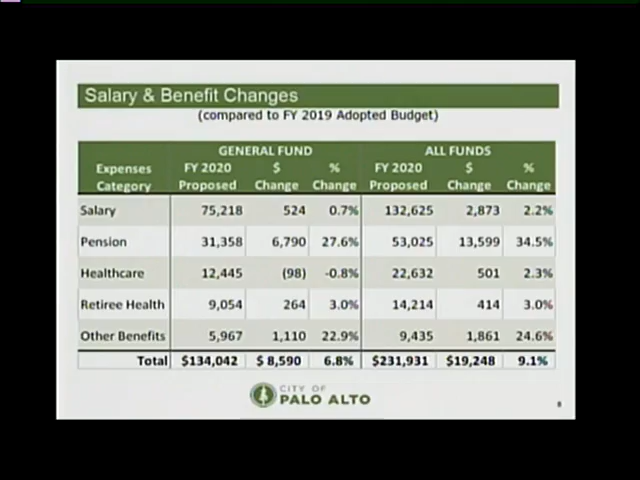 Salary & Benefit Changes
(compared to FY 2019 Adopted Budget)
GENERAL FUND ALL FUNDS
Expenses Category FY 2020 Proposed $ Change % Change FY 2020 Proposed $ Change % Change
Salary 75,218 524 0.7% 132,625 2,873 2.2%
Pension 31,358 6,790 27.6% 53,025 13,599 34.5%
Healthcare 12,445 (98) -0.8% 22,632 501 2.3%
Retiree Health 9,054 264 3.0% 14,214 414 3.0%
Other Benefits 5,967 1,110 22.9% 9,435 1,861 24.6%
Total $134,042 $ 8,590 6.8% $231,931 $19,248 9.1%
CITY OF
PALO ALTO